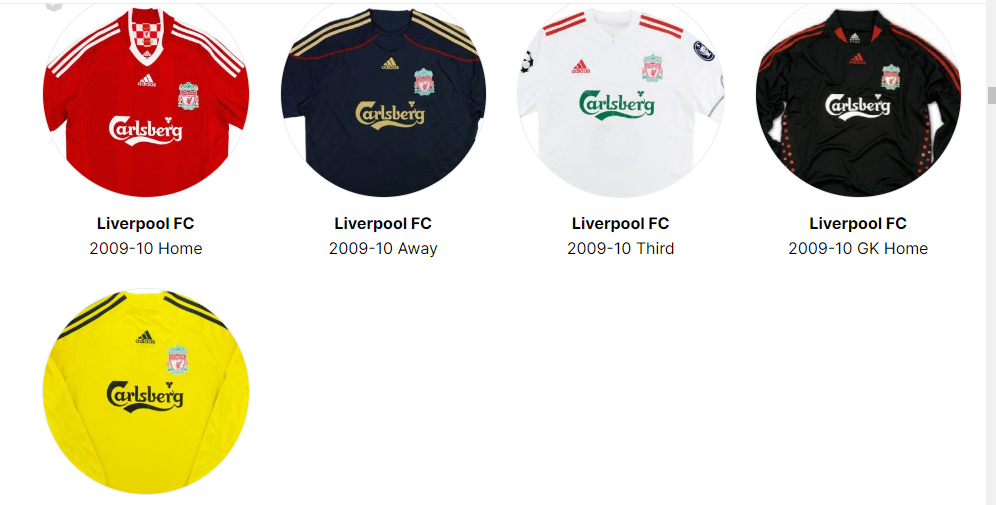 adidas
Carlsberg
adidas
Carlsberg
adidas
Carlsberg
adidas
adidas
Carlsberg
Liverpool FC
2009-10 Home
Liverpool FC
2009-10 Away
Liverpool FC
2009-10 Third
Liverpool FC
2009-10 GK Home
adidas
Carlsberg